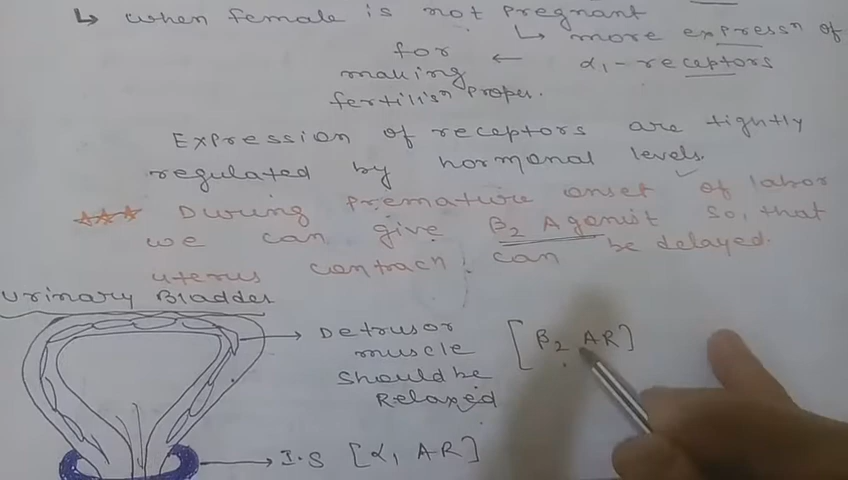 ↳ when female is not pregnant
↳ more expressⁿ of
α₁-receptors
← for
making
fertilisⁿ proper.
Expression of receptors are tightly
regulated by hormonal levels.
*** During premature onset of labor
we can give β₂ Agonist so, that
uterus contracⁿ can be delayed.
Urinary Bladder
→ Detrusor [β₂ AR]
muscle
should be
Relaxed
→ I.S [α₁ AR]